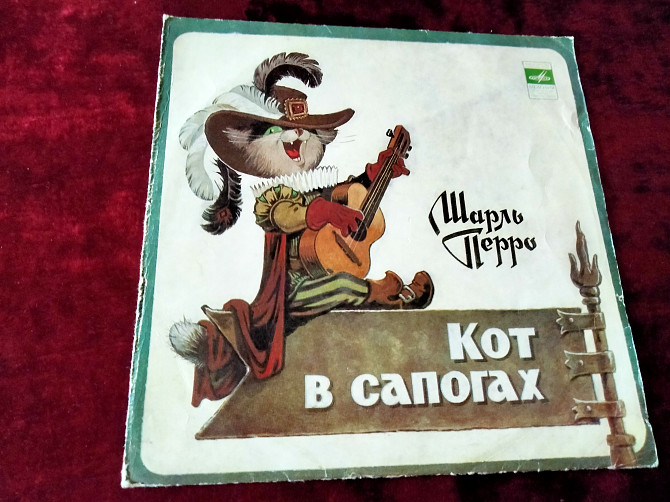 Шарль
Перро
Кот
в сапогах